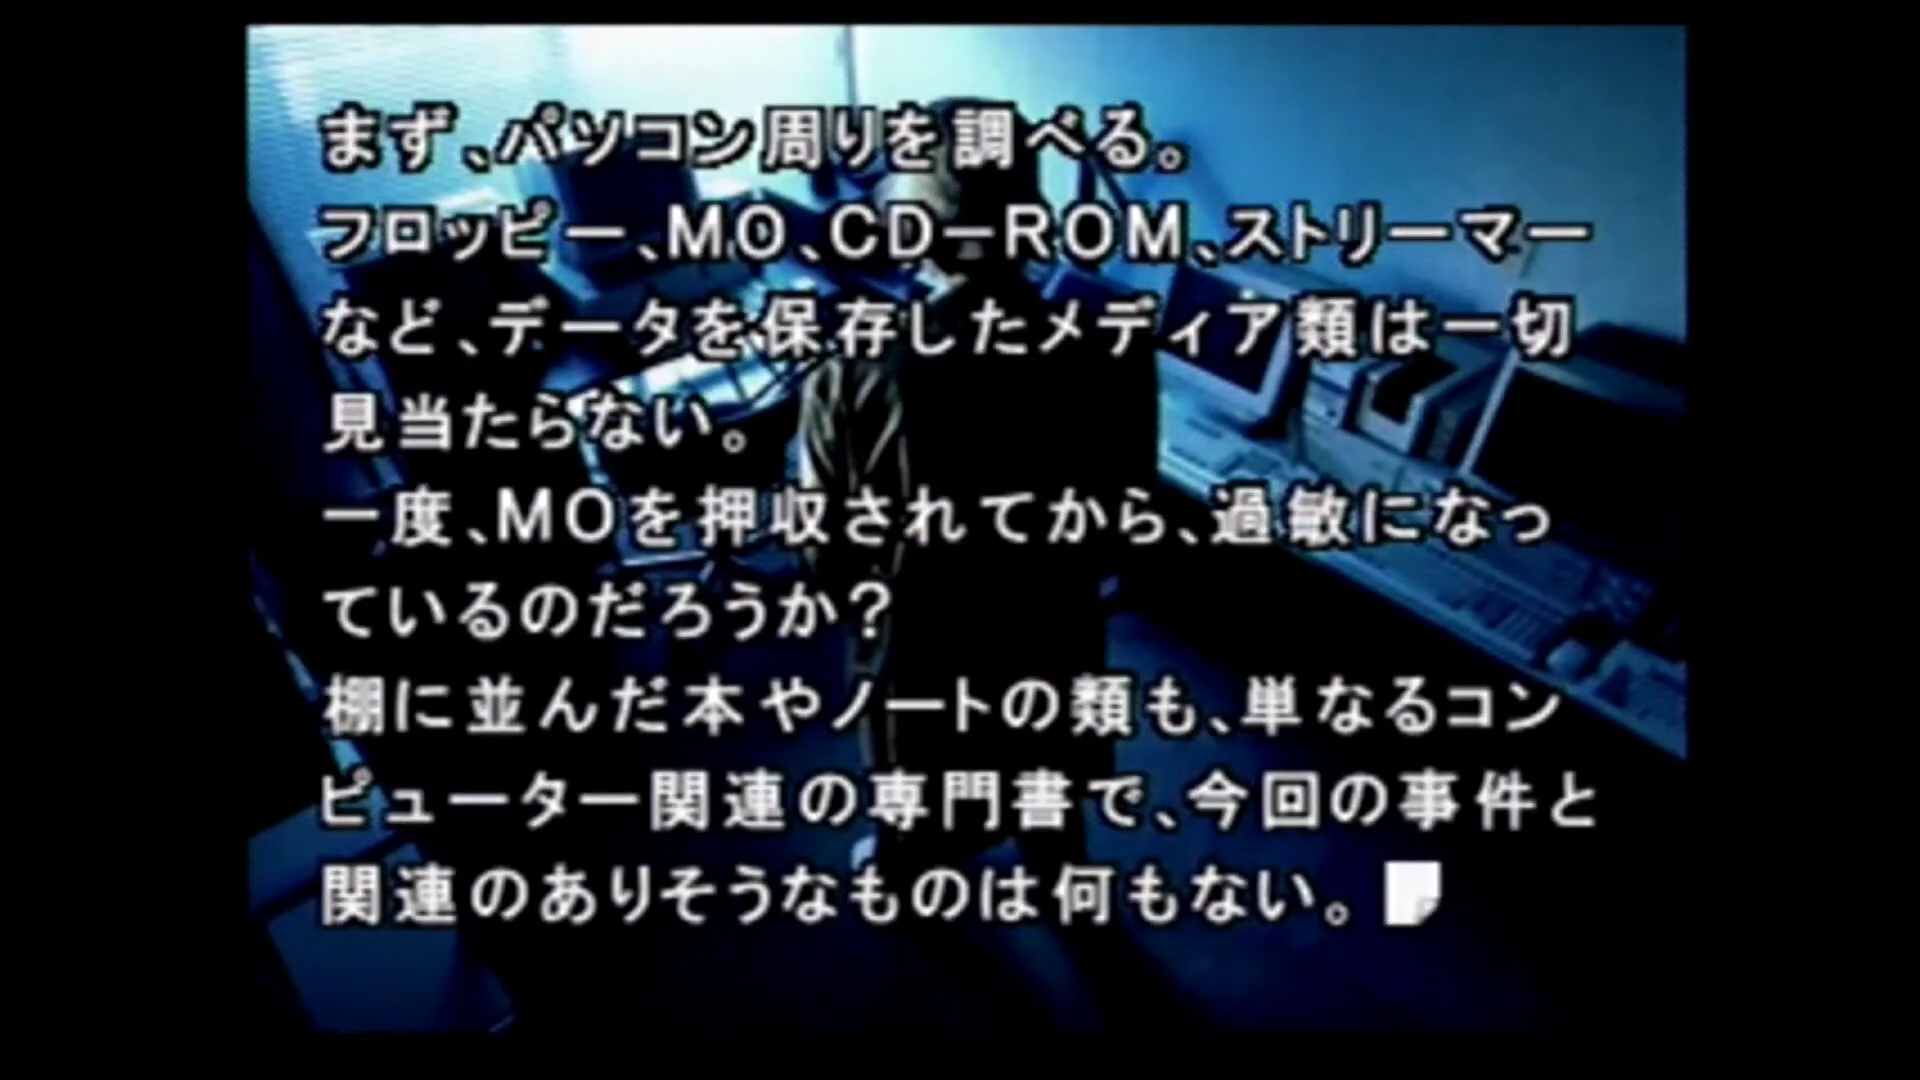 まず、パソコン周りを調べる。
フロッピー、MO、CD－ROM、ストリーマー
など、データを保存したメディア類は一切
見当たらない。
一度、MOを押収されてから、過敏になっ
ているのだろうか？
棚に並んだ本やノートの類も、単なるコン
ピューター関連の専門書で、今回の事件と
関連のありそうなものは何もない。